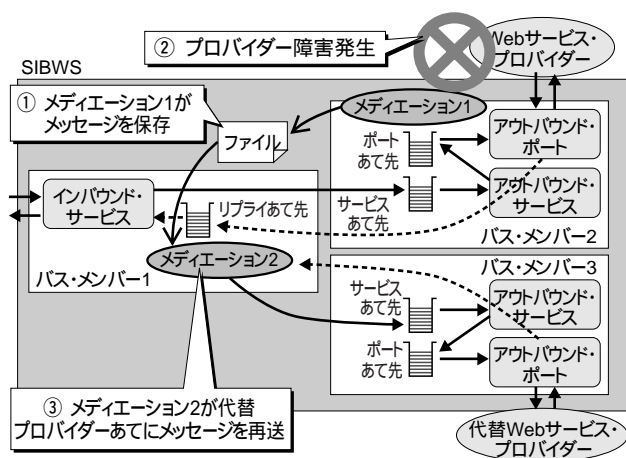 ② プロバイダー障害発生
Webサービス・
プロバイダー
SIBWS
① メディエーション1が
メッセージを保存
メディエーション1
ファイル
ポート
あて先
アウトバウンド・
ポート
インバウンド・
サービス
リプライあて先
サービス
あて先
アウトバウンド・
サービス
バス・メンバー2
メディエーション2
バス・メンバー1
バス・メンバー3
サービス
あて先
アウトバウンド・
サービス
ポート
あて先
アウトバウンド・
ポート
③ メディエーション2が代替
プロバイダーあてにメッセージを再送
代替Webサービス・
プロバイダー